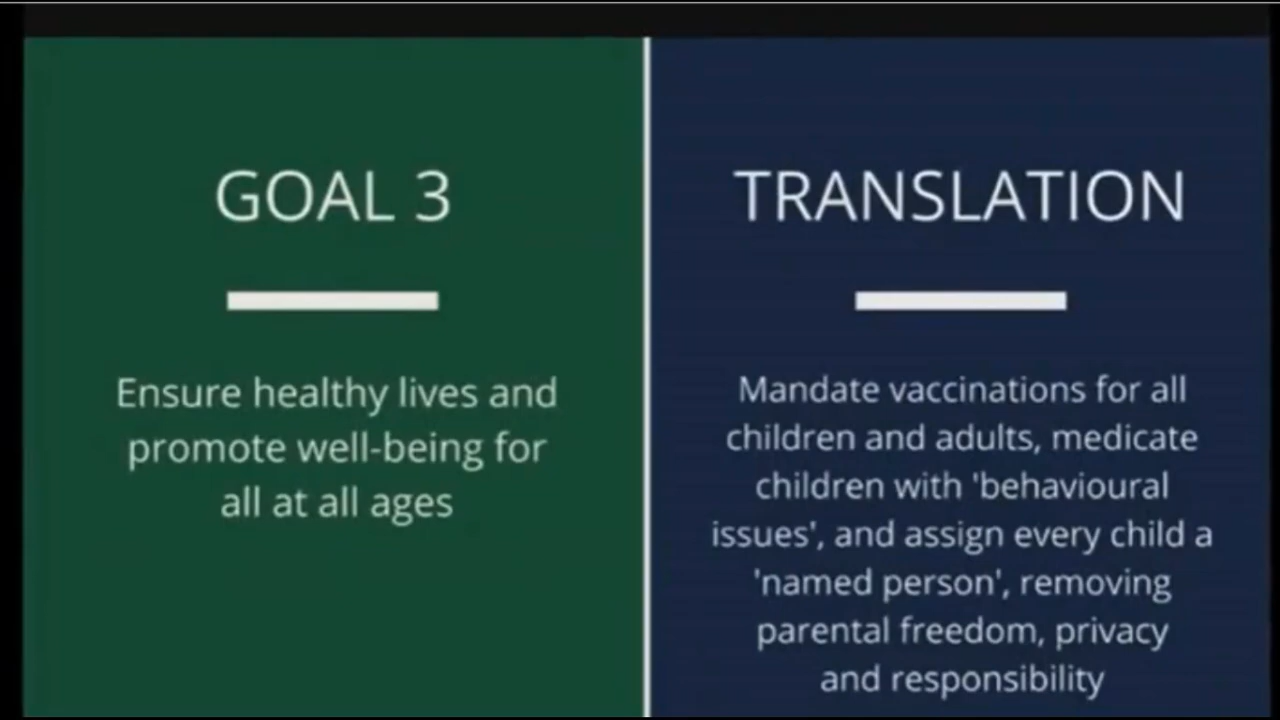 GOAL 3
Ensure healthy lives and
promote well-being for
all at all ages
TRANSLATION
Mandate vaccinations for all
children and adults, medicate
children with 'behavioural
issues', and assign every child a
'named person', removing
parental freedom, privacy
and responsibility